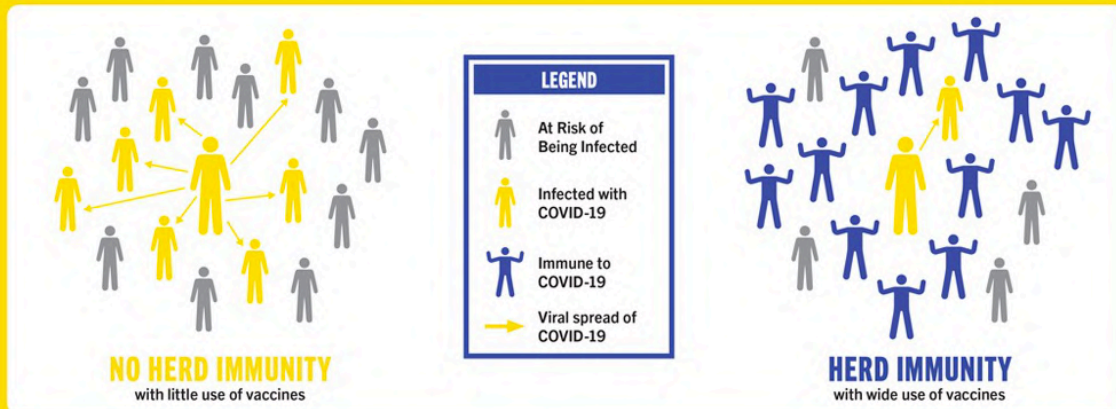 LEGEND
At Risk of
Being Infected
Infected with
COVID-19
Immune to
COVID-19
Viral spread of
COVID-19
NO HERD IMMUNITY
with little use of vaccines
HERD IMMUNITY
with wide use of vaccines